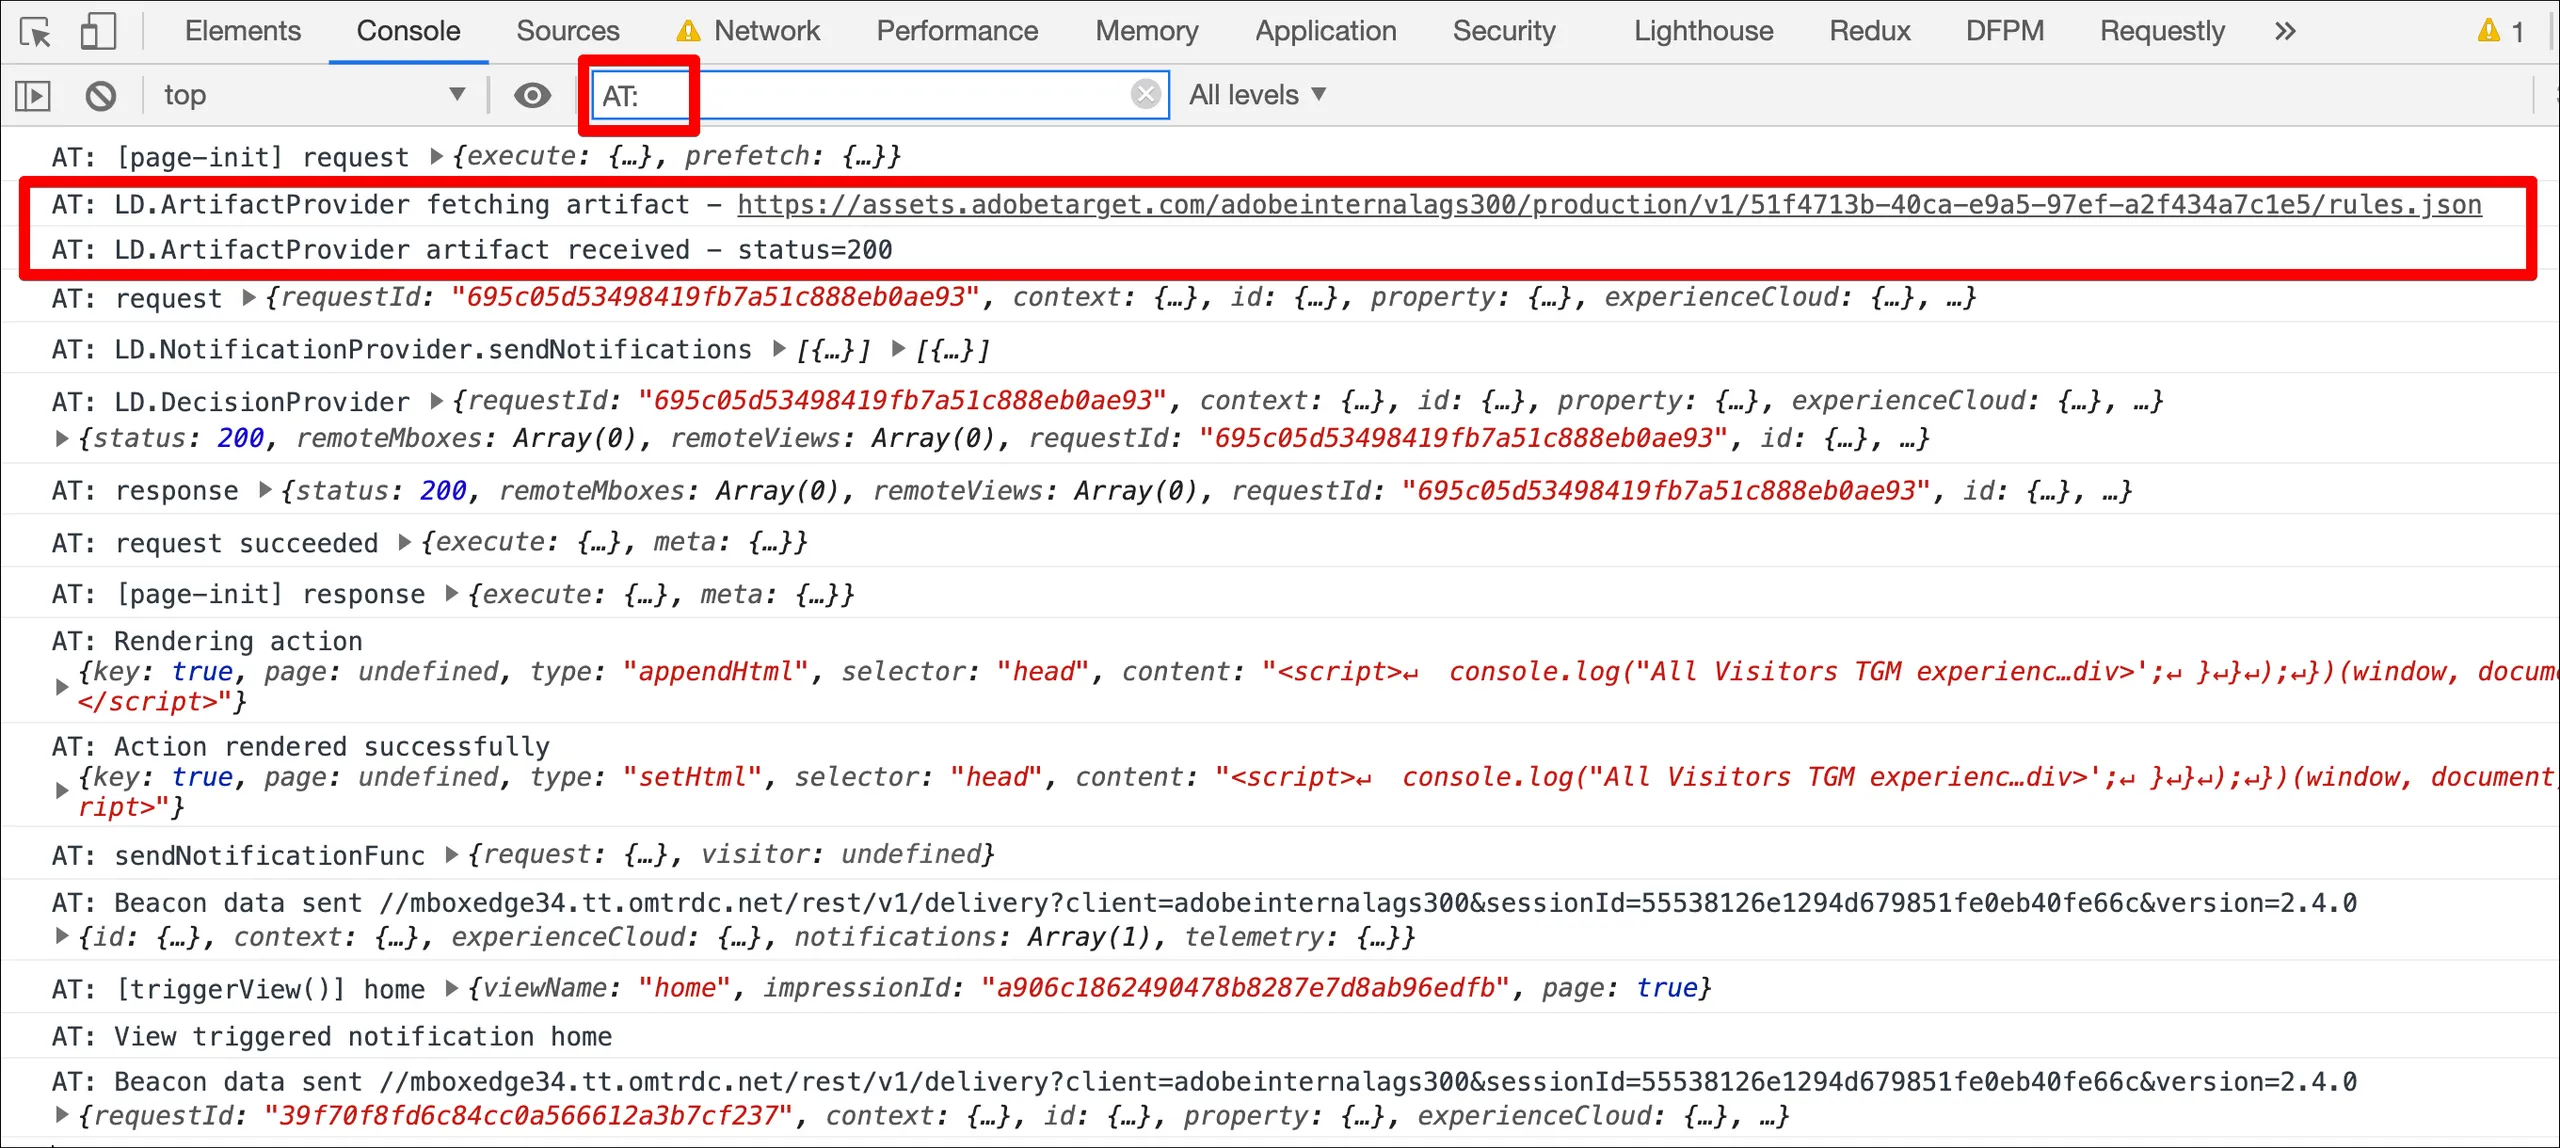 Elements Console Sources Network Performance Memory Application Security Lighthouse Redux DFPM Requestly » 1
top AT: All levels
AT: [page-init] request {execute: {…}, prefetch: {…}}
AT: LD.ArtifactProvider fetching artifact – https://assets.adobetarget.com/adobeinternalags300/production/v1/51f4713b-40ca-e9a5-97ef-a2f434a7c1e5/rules.json
AT: LD.ArtifactProvider artifact received – status=200
AT: request {requestId: "695c05d53498419fb7a51c888eb0ae93", context: {…}, id: {…}, property: {…}, experienceCloud: {…}, …}
AT: LD.NotificationProvider.sendNotifications [{…}] [{…}]
AT: LD.DecisionProvider {requestId: "695c05d53498419fb7a51c888eb0ae93", context: {…}, id: {…}, property: {…}, experienceCloud: {…}, …}
{status: 200, remoteMboxes: Array(0), remoteViews: Array(0), requestId: "695c05d53498419fb7a51c888eb0ae93", id: {…}, …}
AT: response {status: 200, remoteMboxes: Array(0), remoteViews: Array(0), requestId: "695c05d53498419fb7a51c888eb0ae93", id: {…}, …}
AT: request succeeded {execute: {…}, meta: {…}}
AT: [page-init] response {execute: {…}, meta: {…}}
AT: Rendering action
{key: true, page: undefined, type: "appendHtml", selector: "head", content: "<script>↵  console.log("All Visitors TGM experienc…div>';↵ }↵}↵);↵})(window, docume
</script>"}
AT: Action rendered successfully
{key: true, page: undefined, type: "setHtml", selector: "head", content: "<script>↵  console.log("All Visitors TGM experienc…div>';↵ }↵}↵);↵})(window, document,
ript>"}
AT: sendNotificationFunc {request: {…}, visitor: undefined}
AT: Beacon data sent //mboxedge34.tt.omtrdc.net/rest/v1/delivery?client=adobeinternalags300&sessionId=55538126e1294d679851fe0eb40fe66c&version=2.4.0
{id: {…}, context: {…}, experienceCloud: {…}, notifications: Array(1), telemetry: {…}}
AT: [triggerView()] home {viewName: "home", impressionId: "a906c1862490478b8287e7d8ab96edfb", page: true}
AT: View triggered notification home
AT: Beacon data sent //mboxedge34.tt.omtrdc.net/rest/v1/delivery?client=adobeinternalags300&sessionId=55538126e1294d679851fe0eb40fe66c&version=2.4.0
{requestId: "39f70f8fd6c84cc0a566612a3b7cf237", context: {…}, id: {…}, property: {…}, experienceCloud: {…}, …}